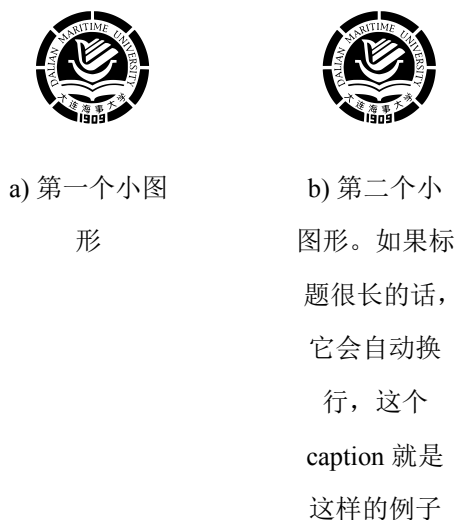 DALIAN MARITIME UNIVERSITY
大连海事大学
1909
DALIAN MARITIME UNIVERSITY
大连海事大学
1909
a) 第一个小图
形
b) 第二个小
图形。如果标
题很长的话，
它会自动换
行，这个
caption 就是
这样的例子